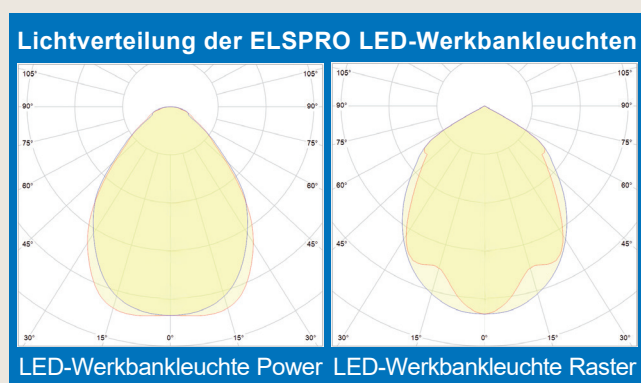 Lichtverteilung der ELSPRO LED-Werkbankleuchten
105° 105° 105° 105°
90° 90° 90° 90°
75° 75° 75° 75°
60° 60° 60° 60°
45° 45° 45° 45°
30° 15° 0° 15° 30° 30° 15° 0° 15° 30°
LED-Werkbankleuchte Power LED-Werkbankleuchte Raster